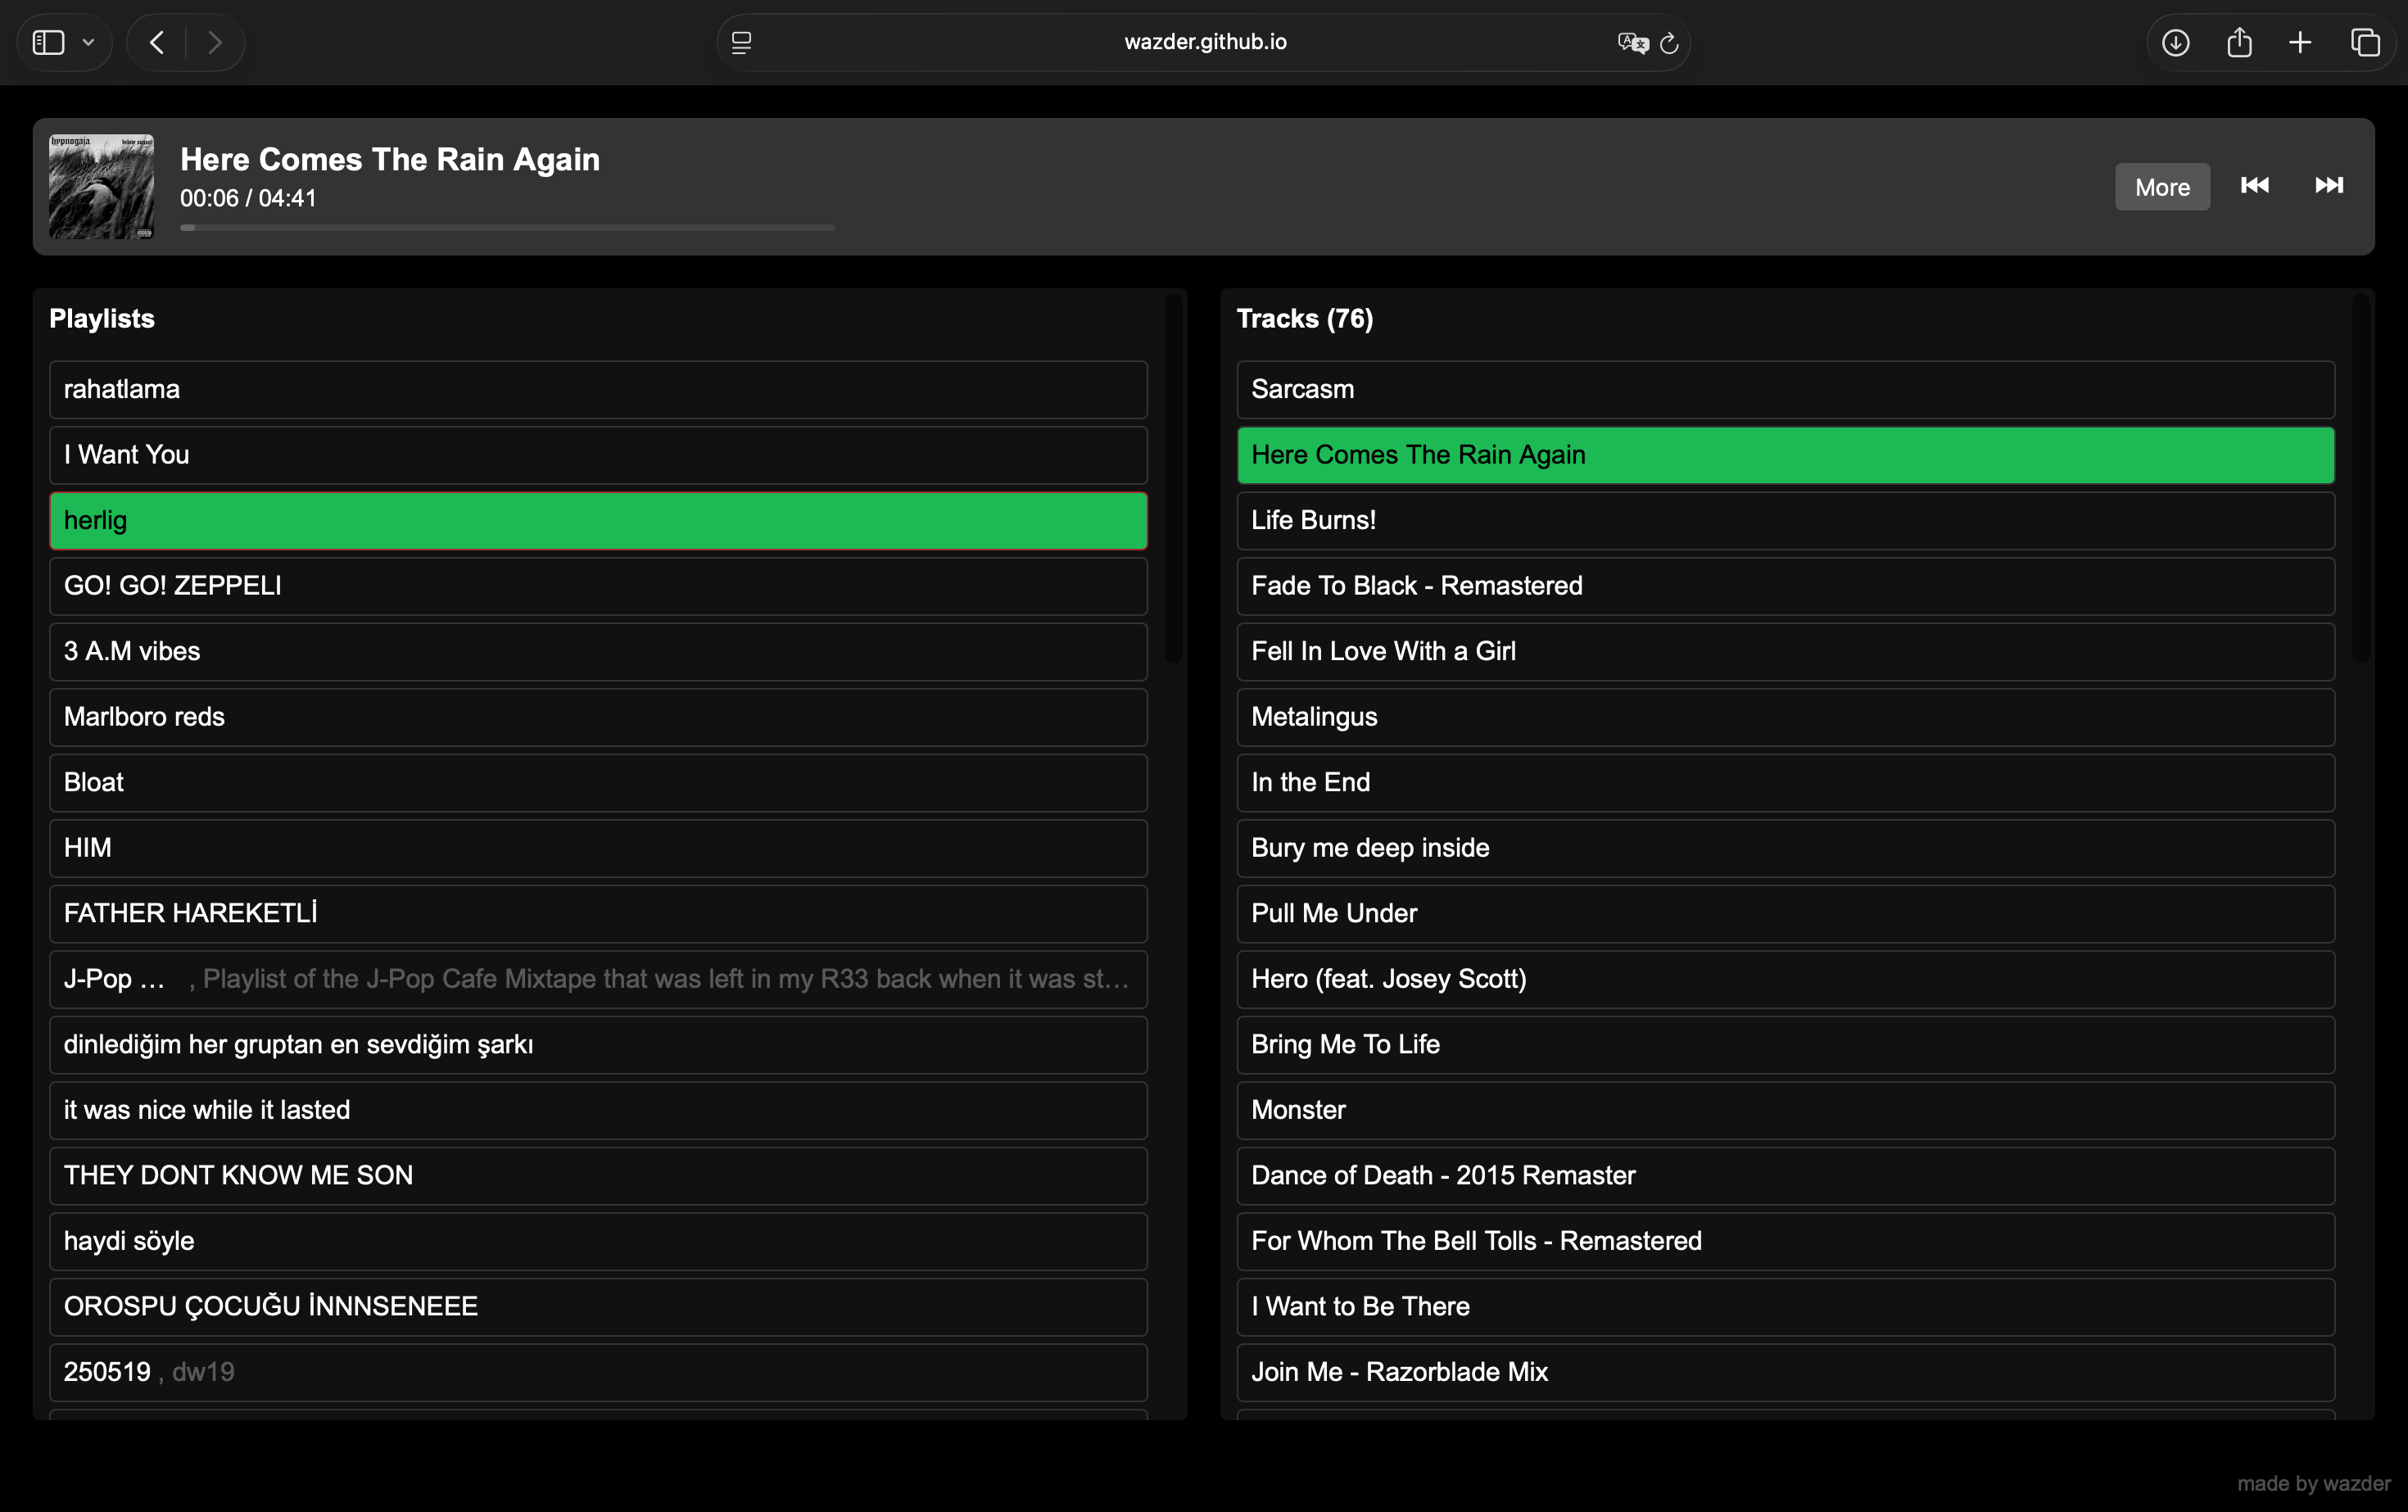 wazder.github.io
hypnogaja
Here Comes The Rain Again
00:06 / 04:41
More
Playlists
rahatlama
I Want You
herlig
GO! GO! ZEPPELI
3 A.M vibes
Marlboro reds
Bloat
HIM
FATHER HAREKETLİ
J-Pop ... , Playlist of the J-Pop Cafe Mixtape that was left in my R33 back when it was st...
dinlediğim her gruptan en sevdiğim şarkı
it was nice while it lasted
THEY DONT KNOW ME SON
haydi söyle
OROSPU ÇOCUĞU İNNNSENEEE
250519 , dw19
Tracks (76)
Sarcasm
Here Comes The Rain Again
Life Burns!
Fade To Black - Remastered
Fell In Love With a Girl
Metalingus
In the End
Bury me deep inside
Pull Me Under
Hero (feat. Josey Scott)
Bring Me To Life
Monster
Dance of Death - 2015 Remaster
For Whom The Bell Tolls - Remastered
I Want to Be There
Join Me - Razorblade Mix
made by wazder